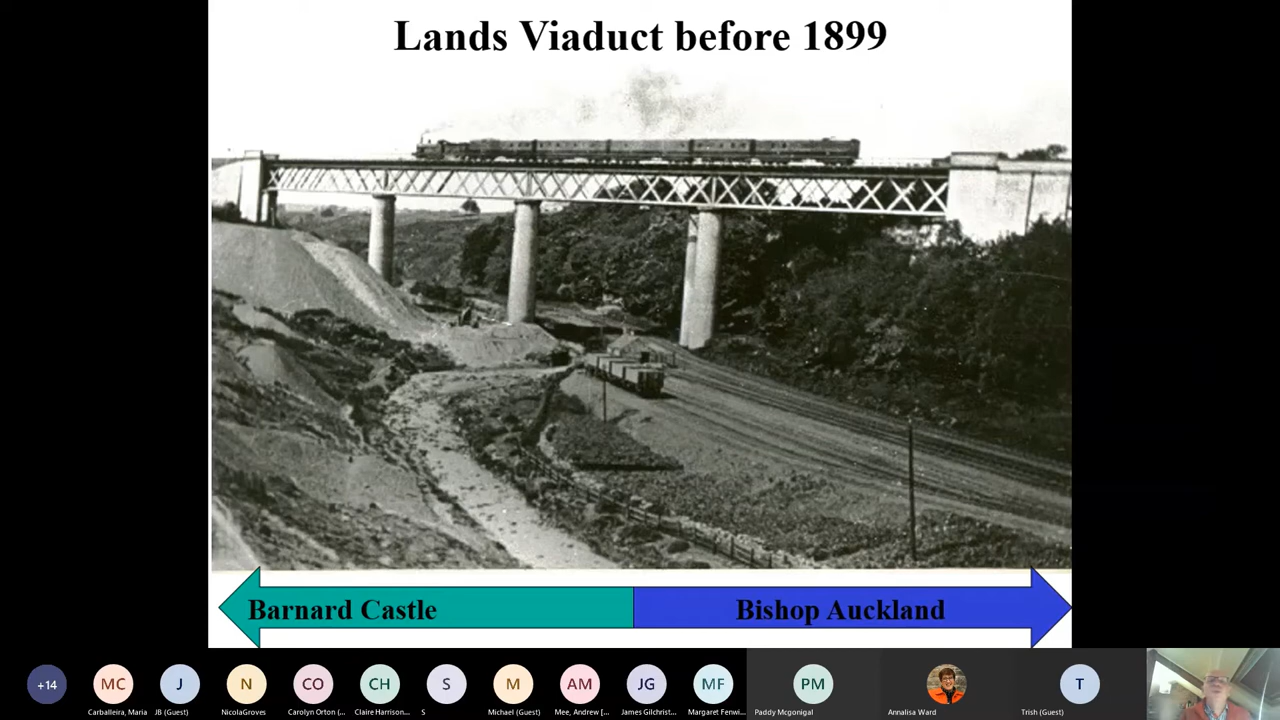 Lands Viaduct before 1899
Barnard Castle
Bishop Auckland
+14
MC
J
N
CO
CH
S
M
AM
JG
MF
PM
T
Carballeira, Maria
JB (Guest)
NicolaGroves
Carolyn Orton (...
Claire Harrison...
S
Michael (Guest)
Mee, Andrew [...
James Gilchrist...
Margaret Fenwi...
Paddy Mcgonigal
Annalisa Ward
Trish (Guest)